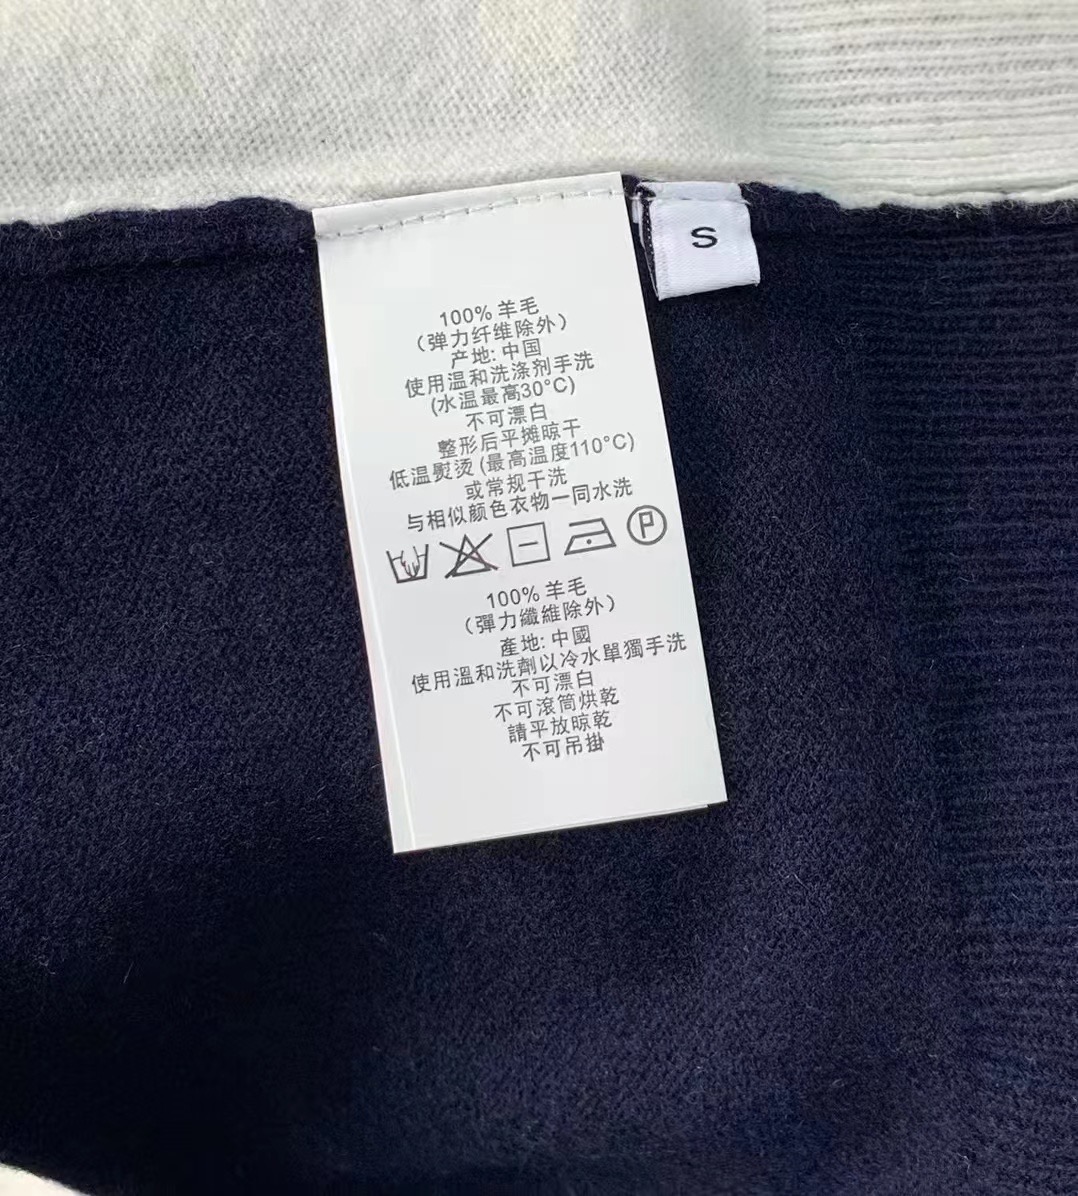 S
100% 羊毛
（弹力纤维除外）
产地: 中国
使用温和洗涤剂手洗
(水温最高30°C)
不可漂白
整形后平摊晾干
低温熨烫 (最高温度110°C)
或常规干洗
与相似颜色衣物一同水洗
P
100% 羊毛
（彈力纖維除外）
產地: 中國
使用溫和洗劑以冷水單獨手洗
不可漂白
不可滾筒烘乾
請平放晾乾
不可吊掛